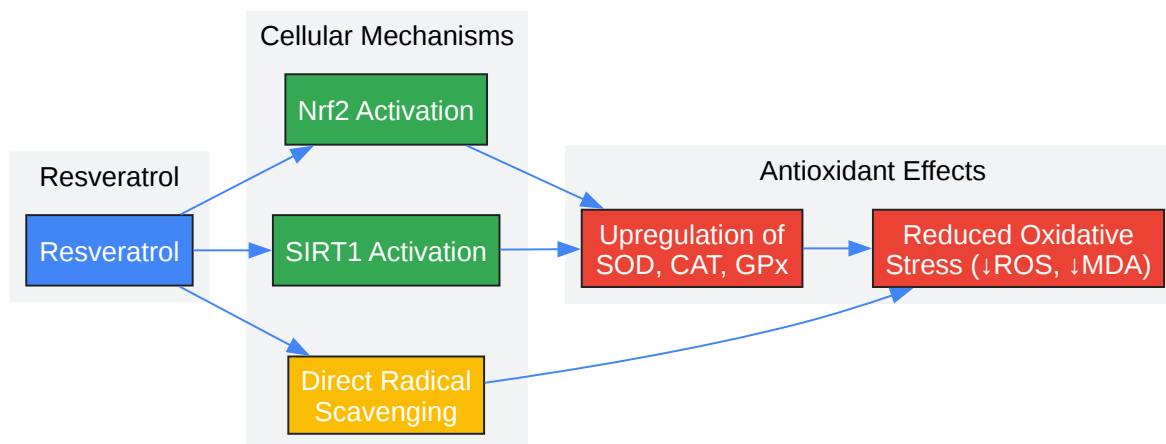 Cellular Mechanisms
Nrf2 Activation
Resveratrol
Resveratrol
SIRT1 Activation
Direct Radical
Scavenging
Antioxidant Effects
Upregulation of
SOD, CAT, GPx
Reduced Oxidative
Stress (↓ROS, ↓MDA)